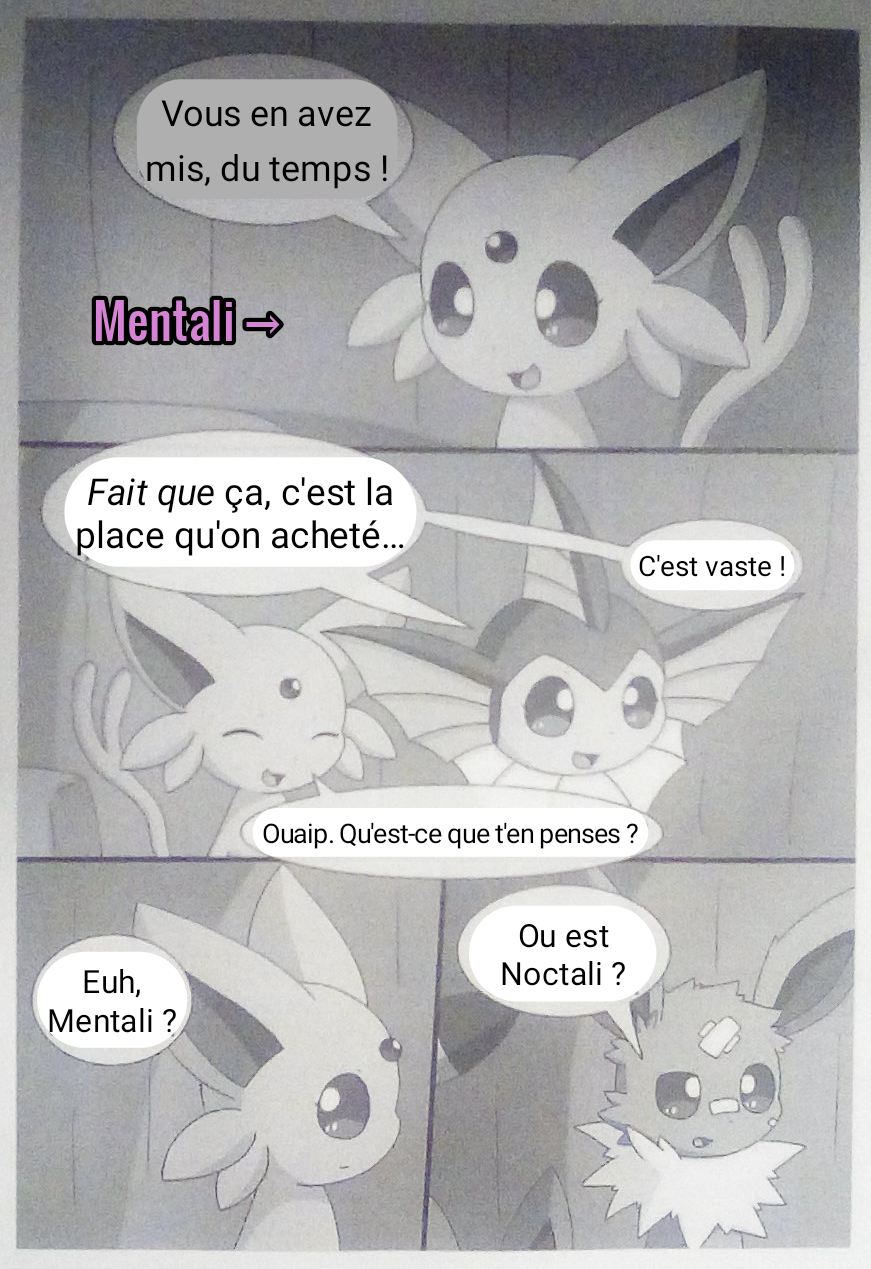 Vous en avez
mis, du temps !
Mentali →
Fait que ça, c'est la
place qu'on acheté...
C'est vaste !
Ouaip. Qu'est-ce que t'en penses ?
Euh,
Mentali ?
Ou est
Noctali ?